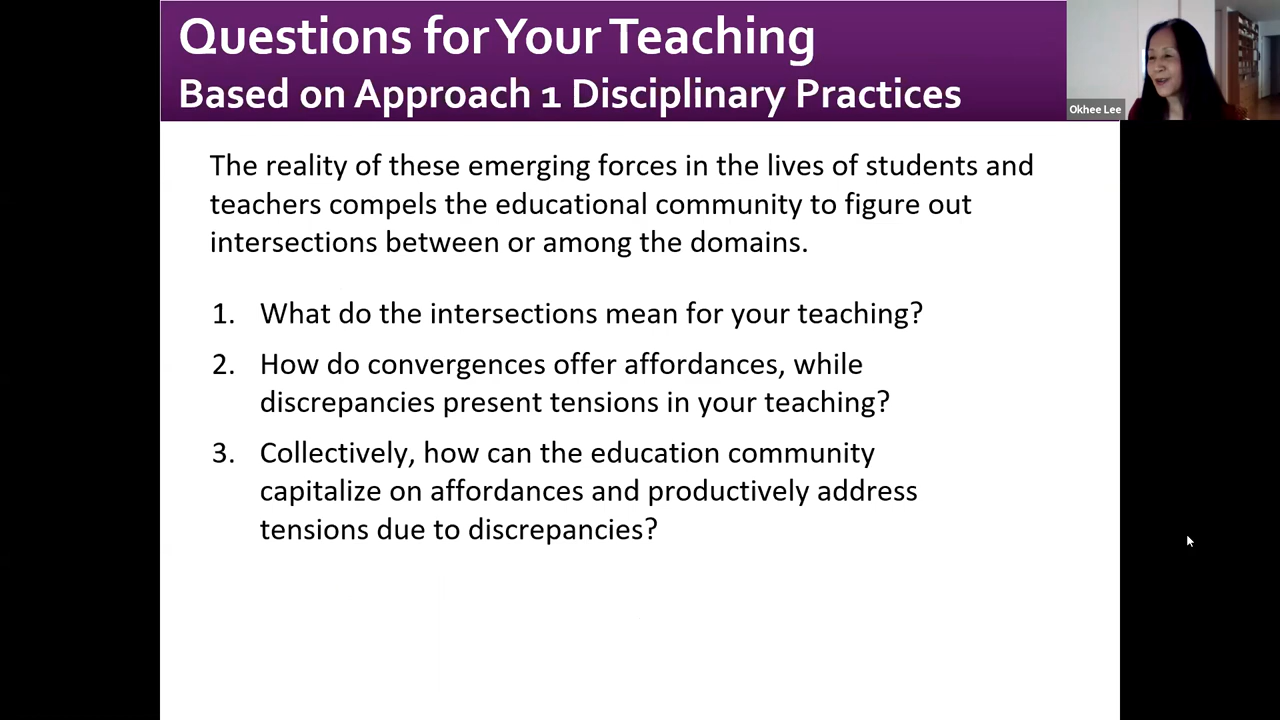 Questions for Your Teaching
Based on Approach 1 Disciplinary Practices
Okhee Lee
The reality of these emerging forces in the lives of students and
teachers compels the educational community to figure out
intersections between or among the domains.
1. What do the intersections mean for your teaching?
2. How do convergences offer affordances, while
discrepancies present tensions in your teaching?
3. Collectively, how can the education community
capitalize on affordances and productively address
tensions due to discrepancies?